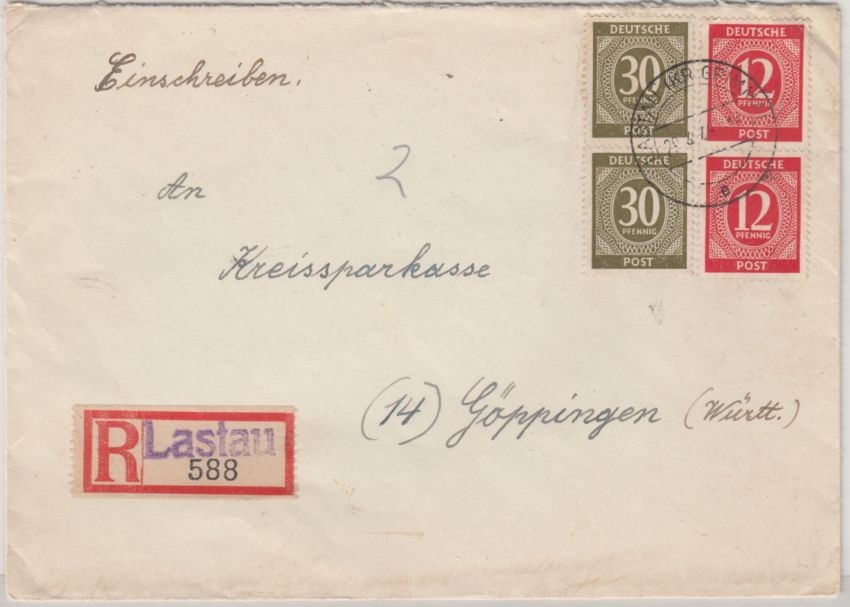 Einschreiben.
DEUTSCHE
30
PFENNIG
POST
DEUTSCHE
12
PFENNIG
POST
DEUTSCHE
30
PFENNIG
POST
DEUTSCHE
12
PFENNIG
POST
2
An
Kreissparkasse
(14) Göppingen (Württ.)
R Lastau
588